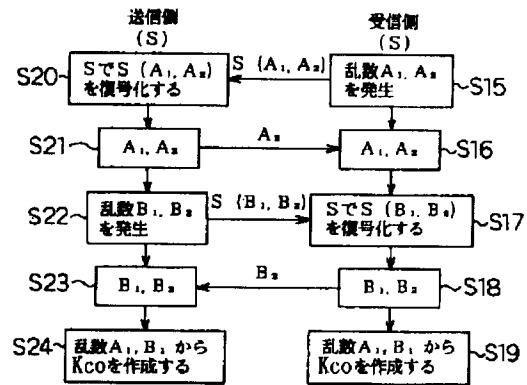 送信側
(S)
受信側
(S)
S20
SでS (A₁, A₂)
を復号化する
S (A₁, A₂)
乱数A₁, A₂
を発生
S15
S21
A₁, A₂
A₂
A₁, A₂
S16
S22
乱数B₁, B₂
を発生
S (B₁, B₂)
SでS (B₁, B₂)
を復号化する
S17
S23
B₁, B₂
B₂
B₁, B₂
S18
S24
乱数A₁, B₁ から
Kcoを作成する
乱数A₁, B₁ から
Kcoを作成する
S19